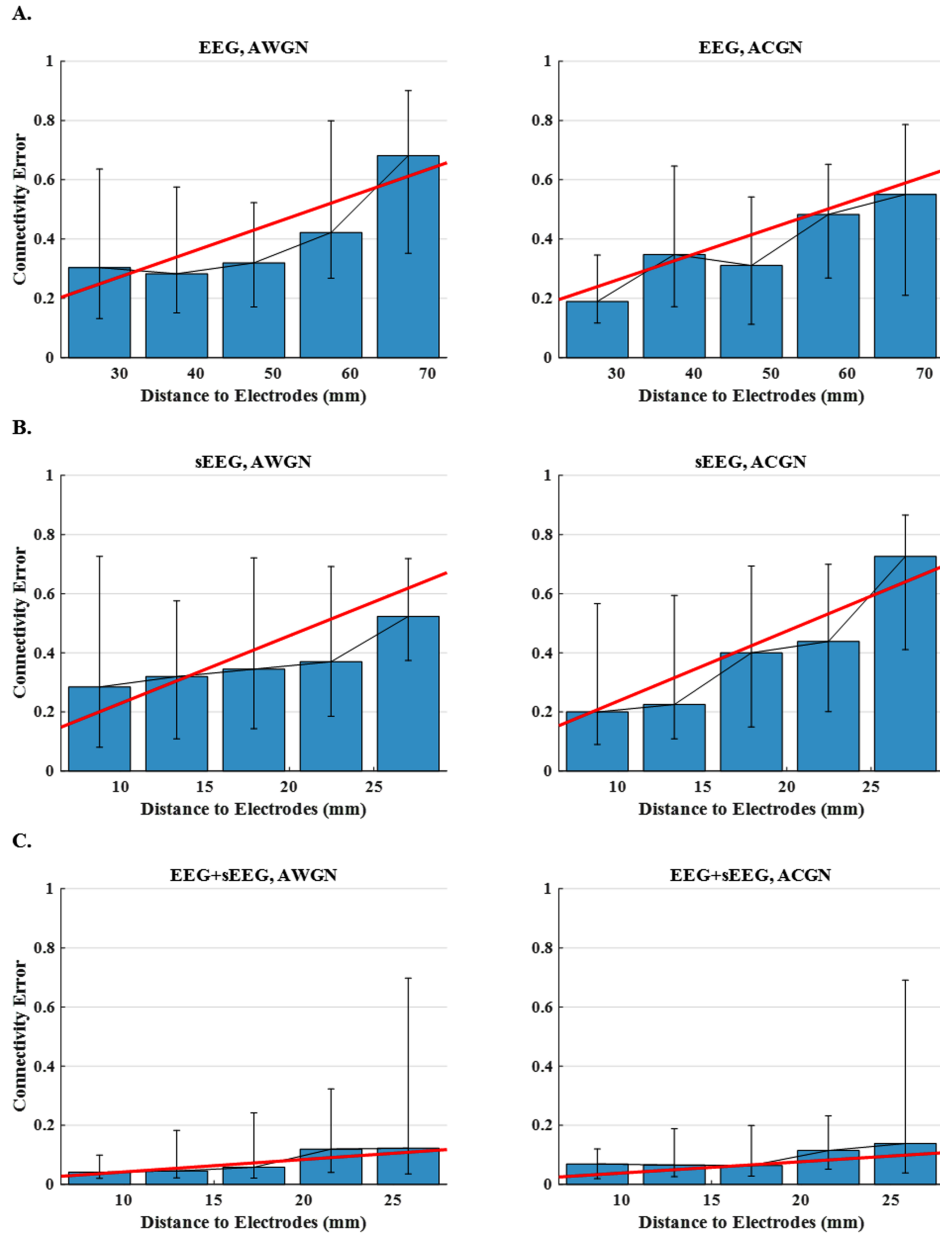 A.
EEG, AWGN
EEG, ACGN
Connectivity Error
1
0.8
0.6
0.4
0.2
0
30 40 50 60 70
Distance to Electrodes (mm)
1
0.8
0.6
0.4
0.2
0
30 40 50 60 70
Distance to Electrodes (mm)
B.
sEEG, AWGN
sEEG, ACGN
Connectivity Error
1
0.8
0.6
0.4
0.2
0
10 15 20 25
Distance to Electrodes (mm)
1
0.8
0.6
0.4
0.2
0
10 15 20 25
Distance to Electrodes (mm)
C.
EEG+sEEG, AWGN
EEG+sEEG, ACGN
Connectivity Error
1
0.8
0.6
0.4
0.2
0
10 15 20 25
Distance to Electrodes (mm)
1
0.8
0.6
0.4
0.2
0
10 15 20 25
Distance to Electrodes (mm)